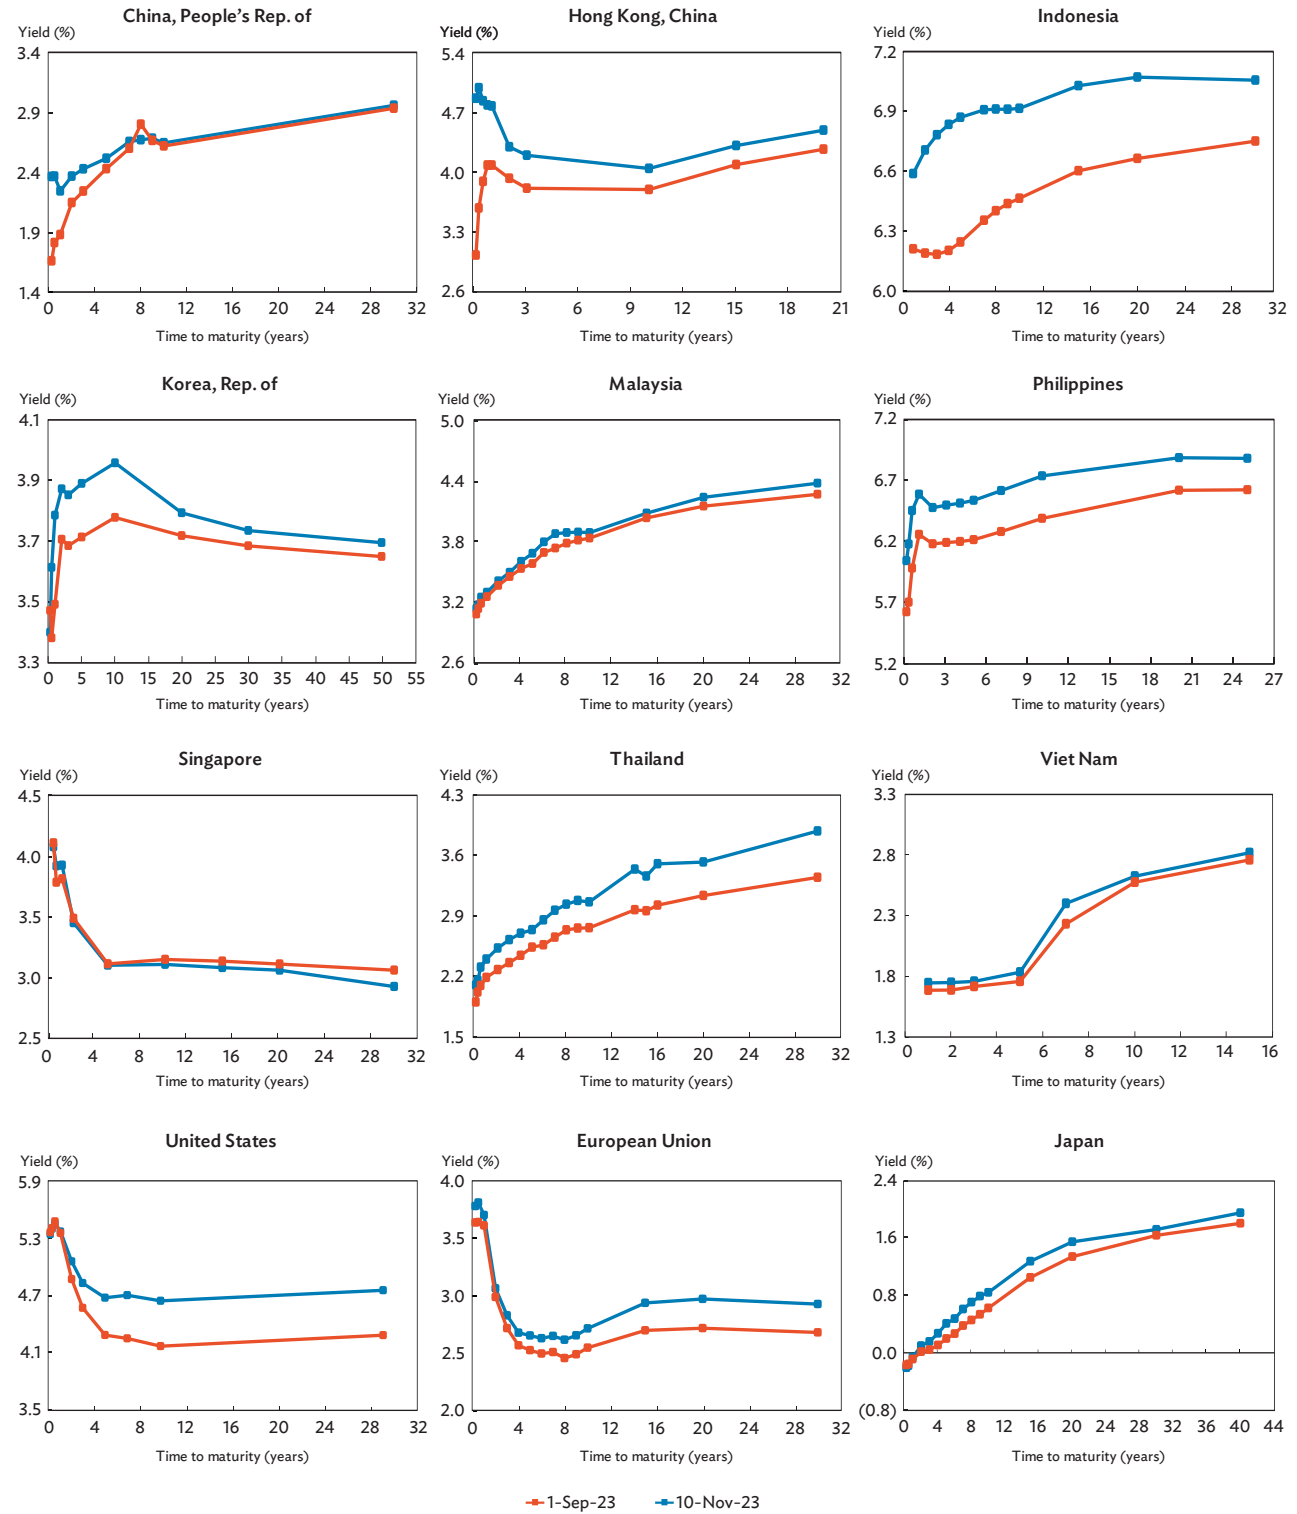 China, People's Rep. of
Yield (%)
3.4
2.9
2.4
1.9
1.4
0 4 8 12 16 20 24 28 32
Time to maturity (years)
Hong Kong, China
Yield (%)
5.4
4.7
4.0
3.3
2.6
0 3 6 9 12 15 18 21
Time to maturity (years)
Indonesia
Yield (%)
7.2
6.9
6.6
6.3
6.0
0 4 8 12 16 20 24 28 32
Time to maturity (years)
Korea, Rep. of
Yield (%)
4.1
3.9
3.7
3.5
3.3
0 5 10 15 20 25 30 35 40 45 50 55
Time to maturity (years)
Malaysia
Yield (%)
5.0
4.4
3.8
3.2
2.6
0 4 8 12 16 20 24 28 32
Time to maturity (years)
Philippines
Yield (%)
7.2
6.7
6.2
5.7
5.2
0 3 6 9 12 15 18 21 24 27
Time to maturity (years)
Singapore
Yield (%)
4.5
4.0
3.5
3.0
2.5
0 4 8 12 16 20 24 28 32
Time to maturity (years)
Thailand
Yield (%)
4.3
3.6
2.9
2.2
1.5
0 4 8 12 16 20 24 28 32
Time to maturity (years)
Viet Nam
Yield (%)
3.3
2.8
2.3
1.8
1.3
0 2 4 6 8 10 12 14 16
Time to maturity (years)
United States
Yield (%)
5.9
5.3
4.7
4.1
3.5
0 4 8 12 16 20 24 28 32
Time to maturity (years)
European Union
Yield (%)
4.0
3.5
3.0
2.5
2.0
0 4 8 12 16 20 24 28 32
Time to maturity (years)
Japan
Yield (%)
2.4
1.6
0.8
0.0
(0.8)
0 4 8 12 16 20 24 28 32 36 40 44
Time to maturity (years)
1-Sep-23 10-Nov-23